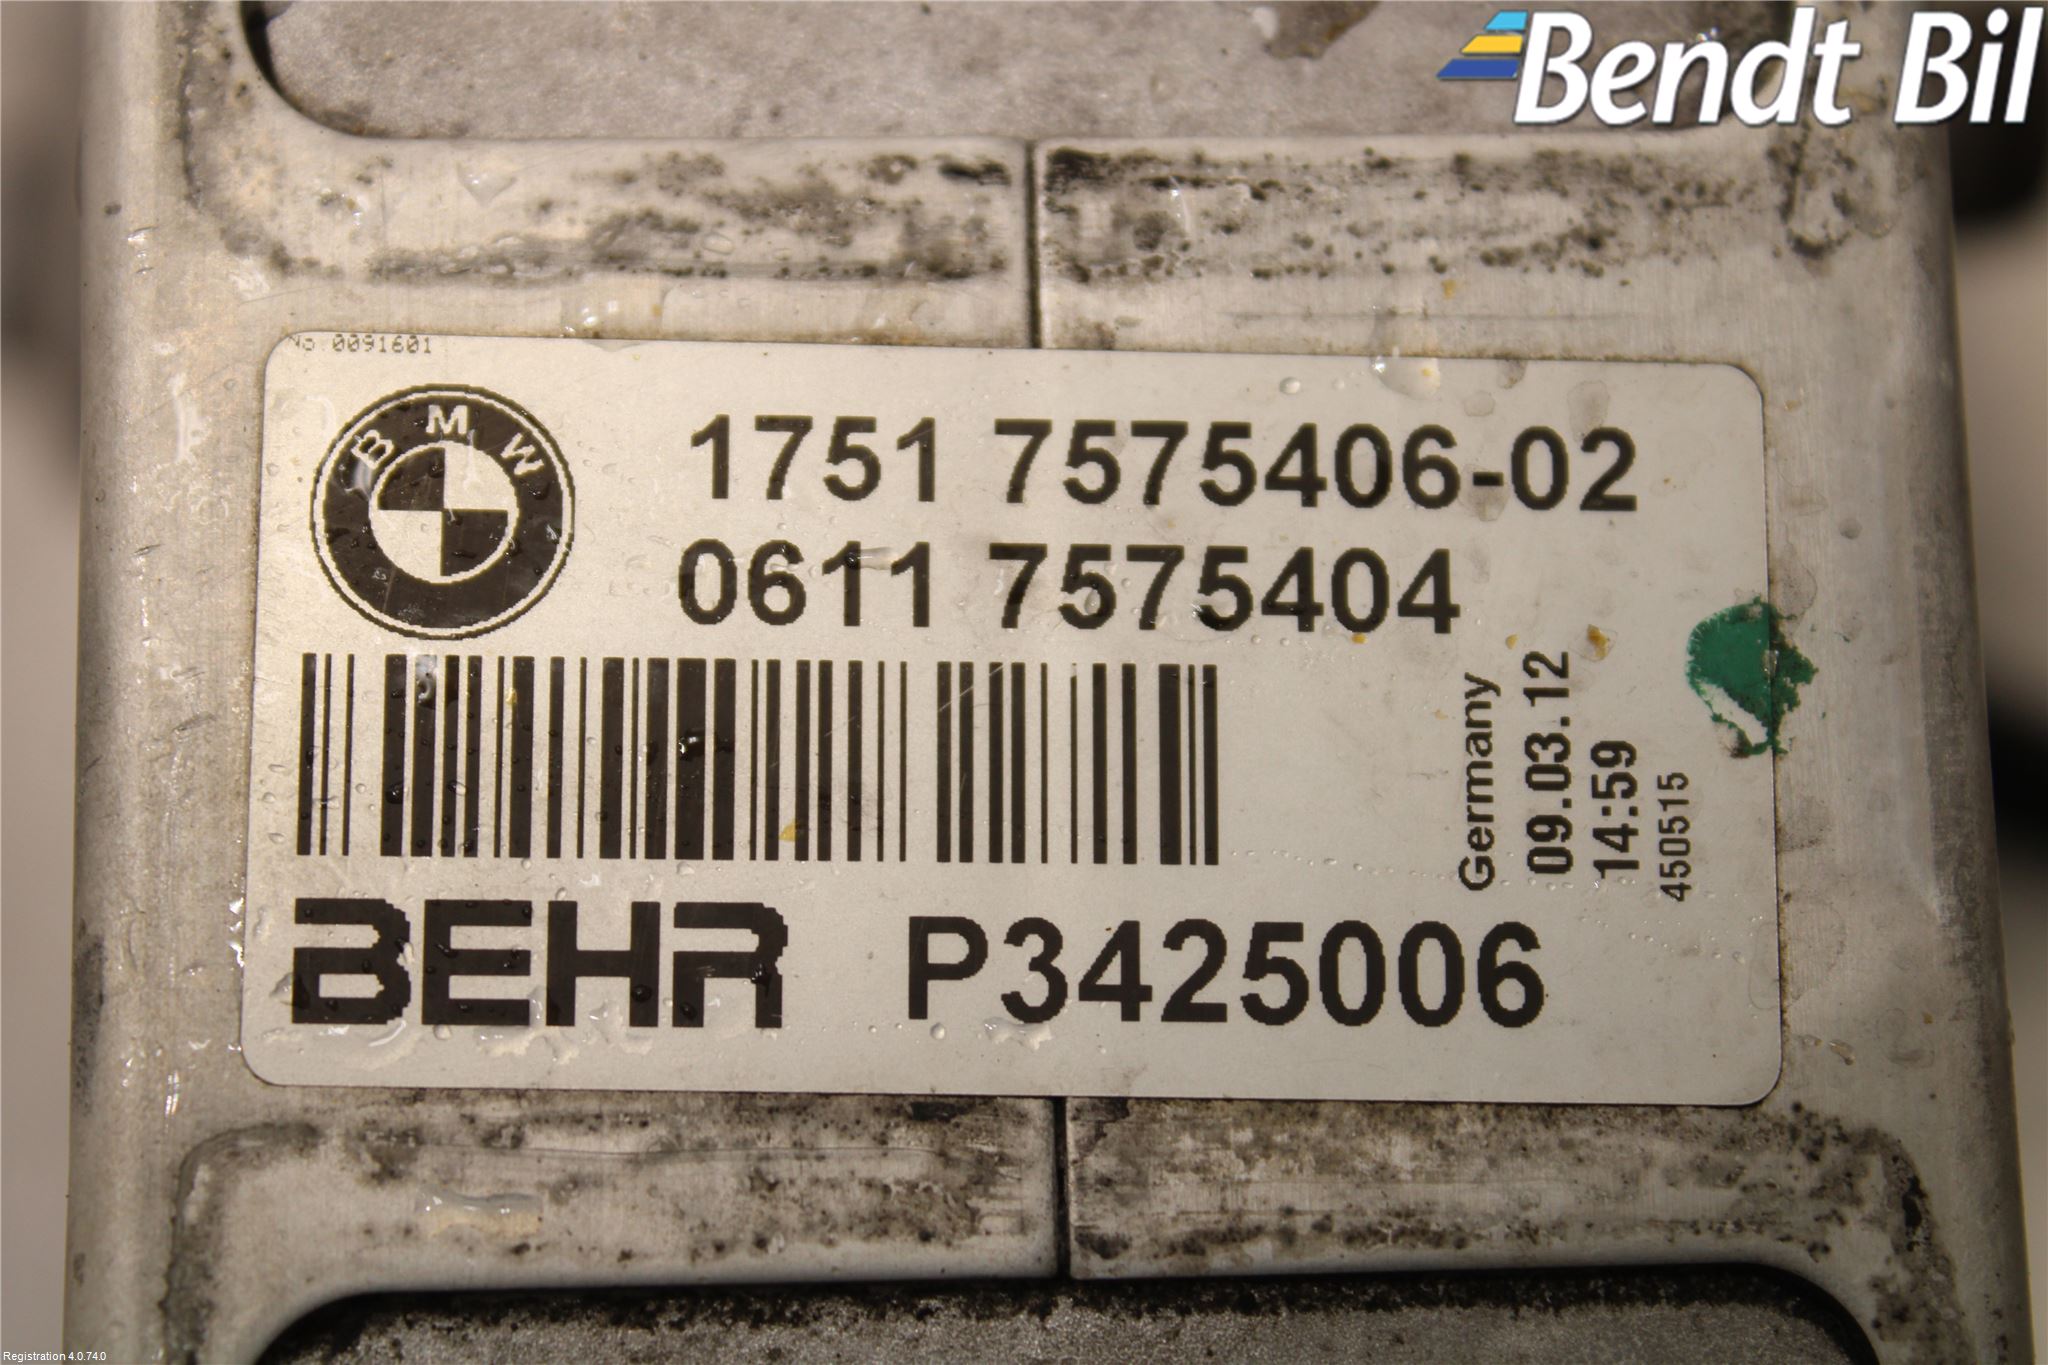 Bendt Bil
No.0091601
BMW
1751 7575406-02
0611 7575404
Germany
09.03.12
14:59
4505515
BEHR P3425006
Registration 4.0.74.0